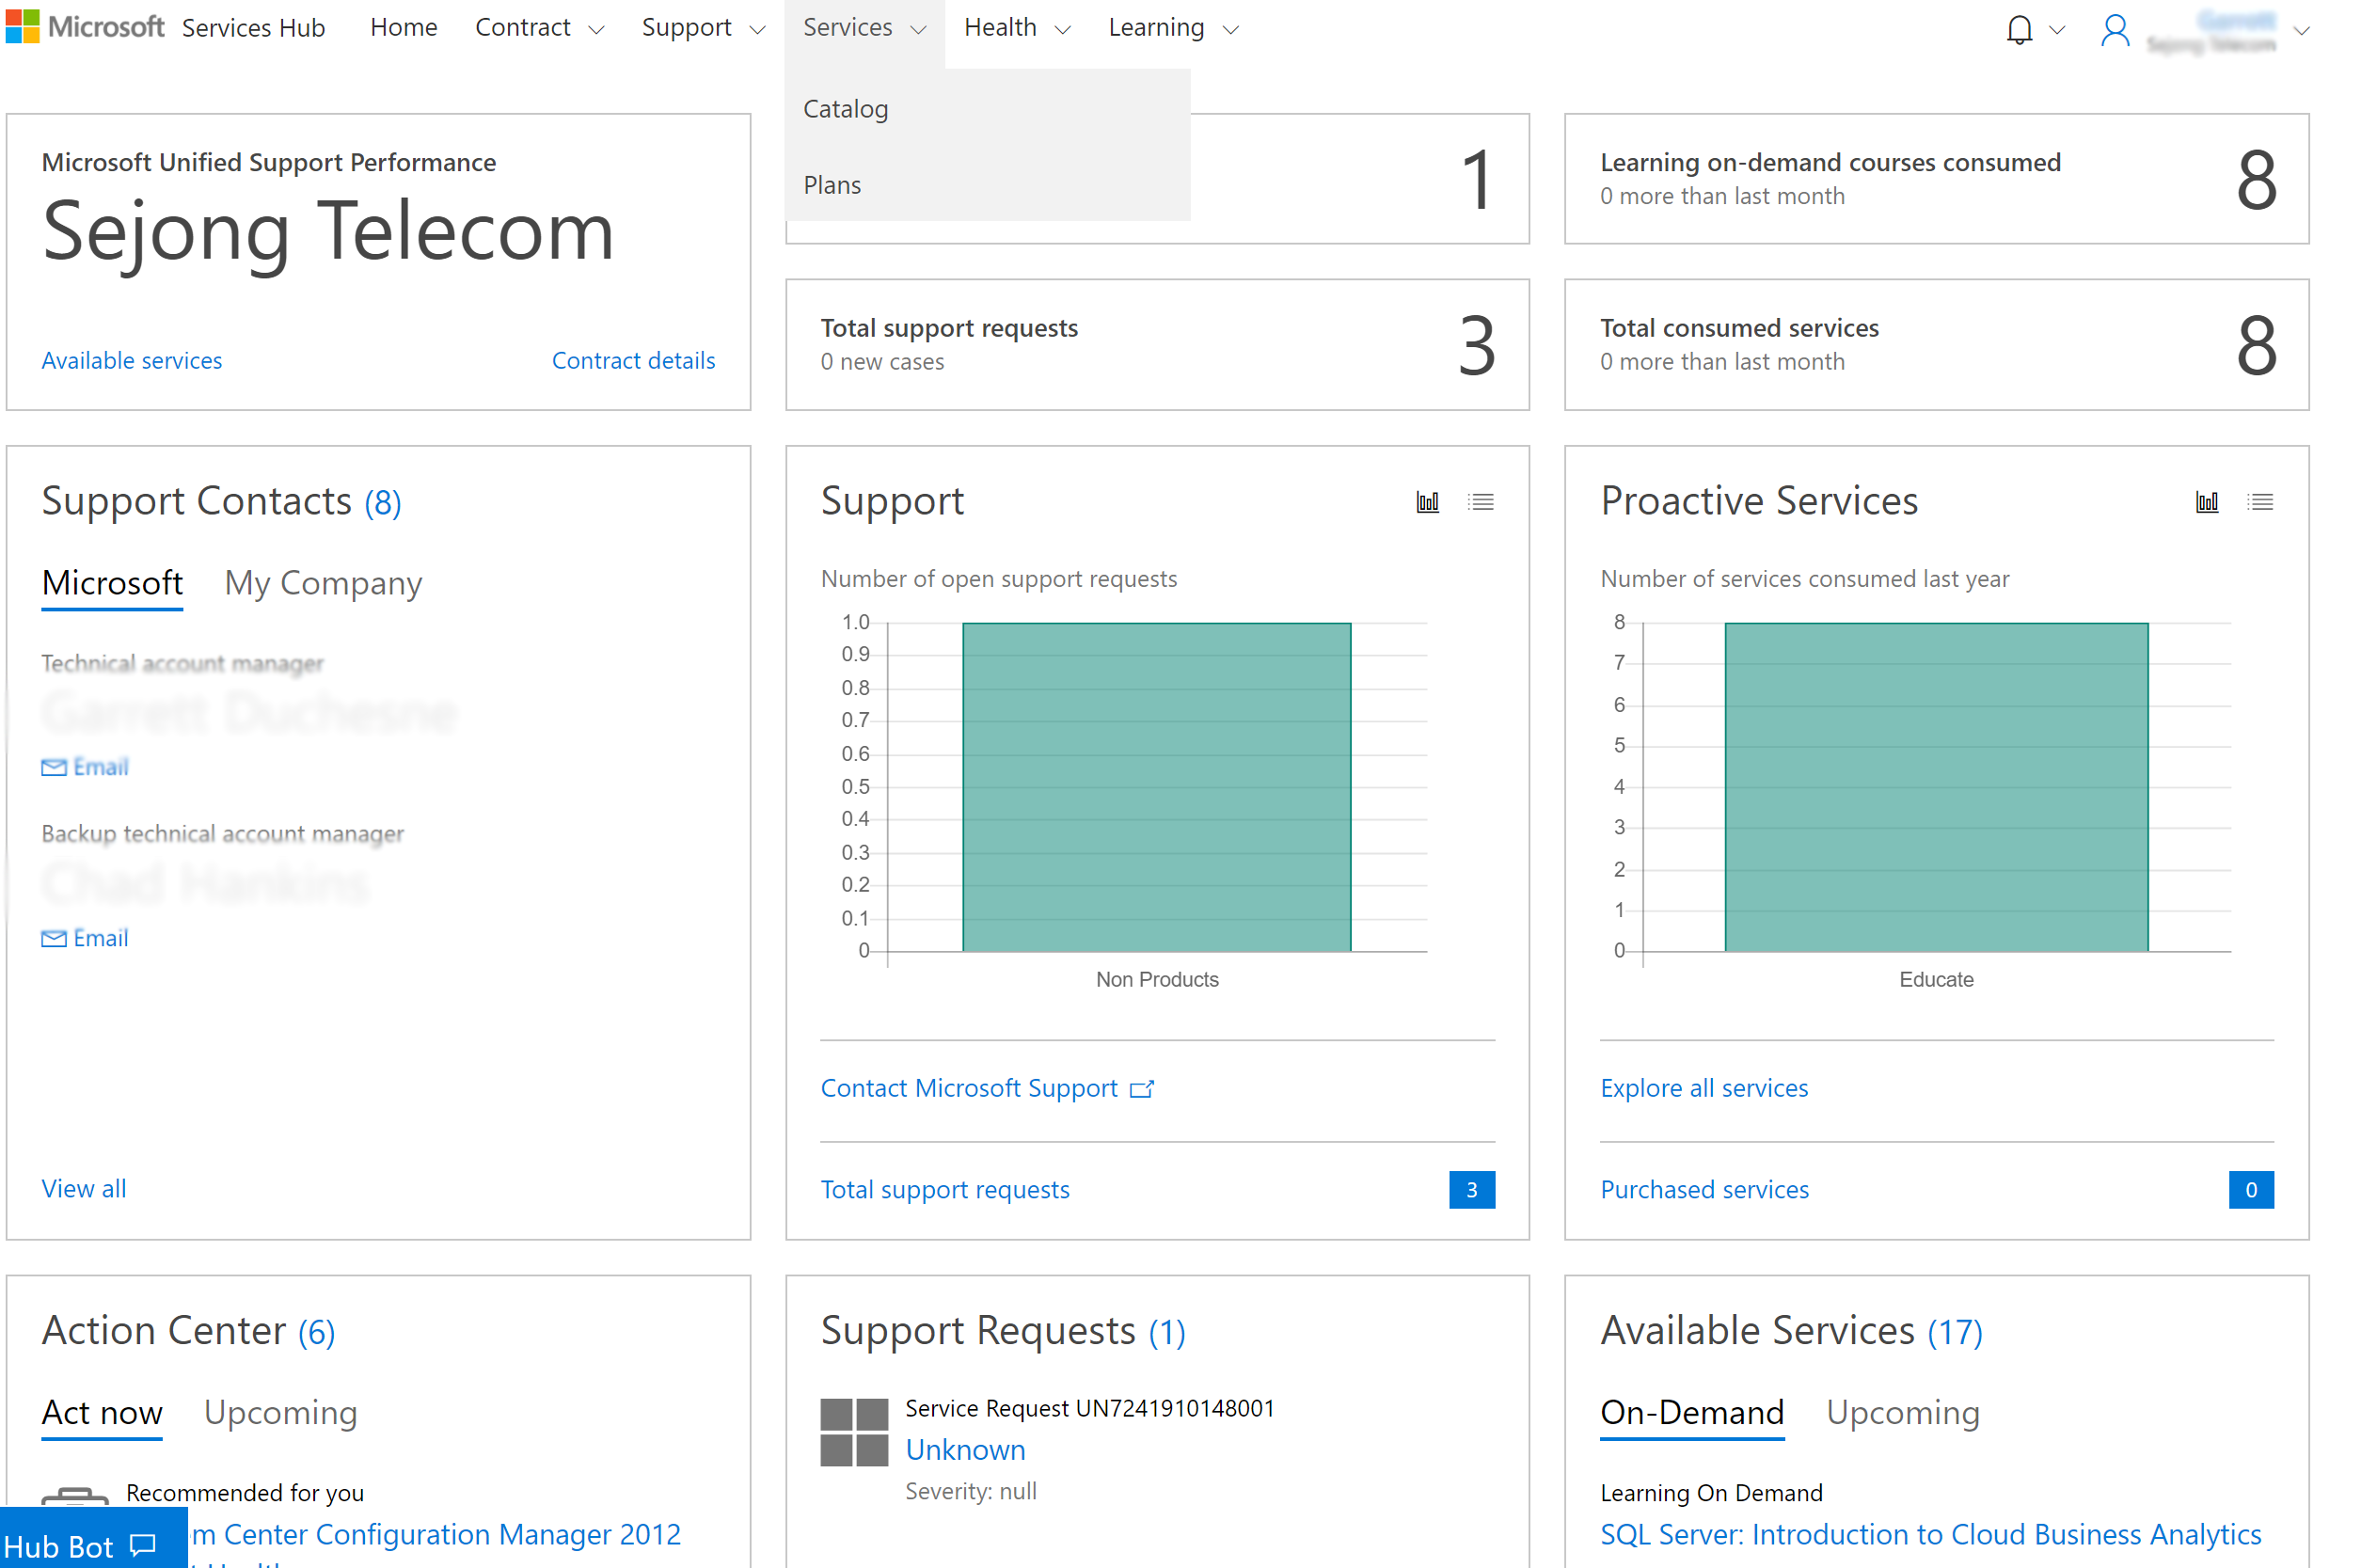 Microsoft Services Hub Home Contract Support Services Health Learning
Sejong Telecom
Catalog
Plans
Microsoft Unified Support Performance
Sejong Telecom
Available services Contract details
1
Learning on-demand courses consumed
0 more than last month
8
Total support requests
0 new cases
3
Total consumed services
0 more than last month
8
Support Contacts (8)
Microsoft My Company
Technical account manager
Email
Backup technical account manager
Email
View all
Support
Number of open support requests
1.0
0.9
0.8
0.7
0.6
0.5
0.4
0.3
0.2
0.1
0
Non Products
Contact Microsoft Support
Total support requests 3
Proactive Services
Number of services consumed last year
8
7
6
5
4
3
2
1
0
Educate
Explore all services
Purchased services 0
Action Center (6)
Act now Upcoming
Recommended for you
m Center Configuration Manager 2012
Hub Bot
Support Requests (1)
Service Request UN7241910148001
Unknown
Severity: null
Available Services (17)
On-Demand Upcoming
Learning On Demand
SQL Server: Introduction to Cloud Business Analytics